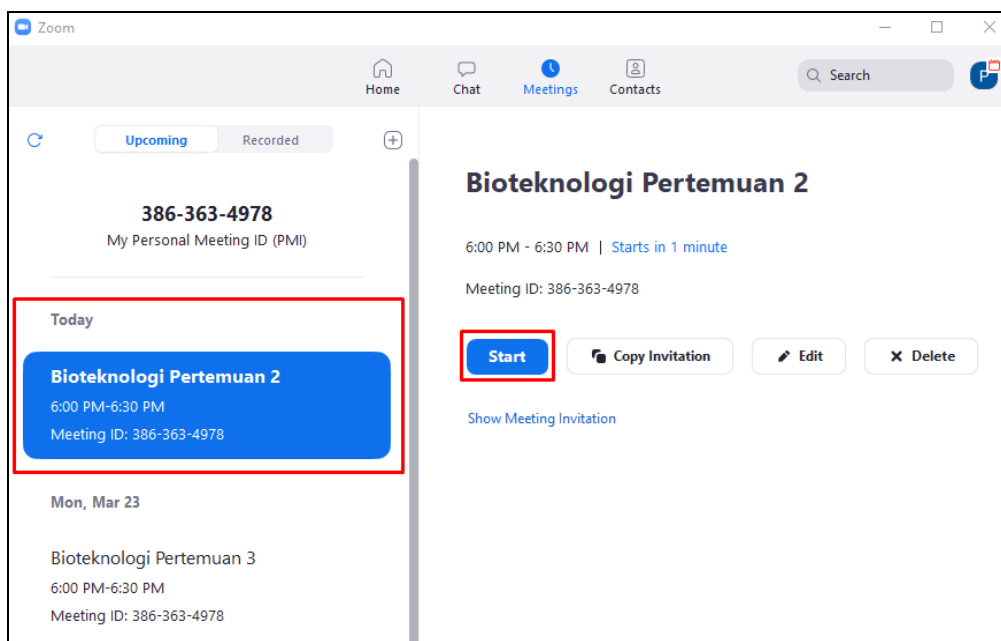 Zoom
Home
Chat
Meetings
Contacts
Search
P
Upcoming
Recorded
386-363-4978
My Personal Meeting ID (PMI)
Today
Bioteknologi Pertemuan 2
6:00 PM-6:30 PM
Meeting ID: 386-363-4978
Mon, Mar 23
Bioteknologi Pertemuan 3
6:00 PM-6:30 PM
Meeting ID: 386-363-4978
Bioteknologi Pertemuan 2
6:00 PM - 6:30 PM | Starts in 1 minute
Meeting ID: 386-363-4978
Start
Copy Invitation
Edit
Delete
Show Meeting Invitation